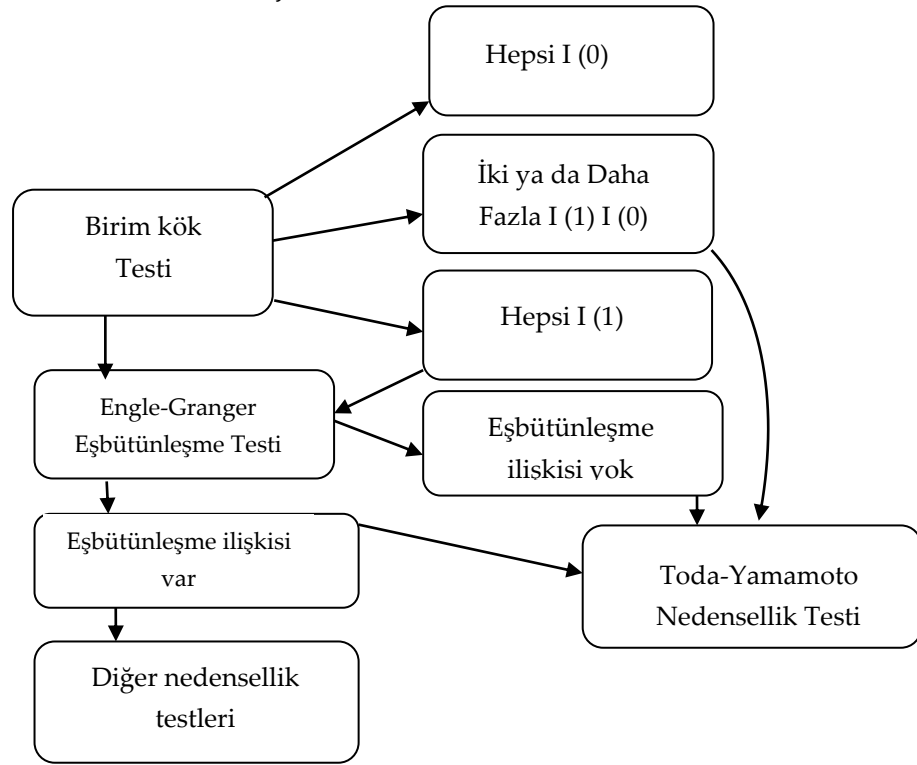 Hepsi I (0)
İki ya da Daha
Fazla I (1) I (0)
Birim kök
Testi
Hepsi I (1)
Engle-Granger
Eşbütünleşme Testi
Eşbütünleşme
ilişkisi yok
Eşbütünleşme ilişkisi
var
Toda-Yamamoto
Nedensellik Testi
Diğer nedensellik
testleri